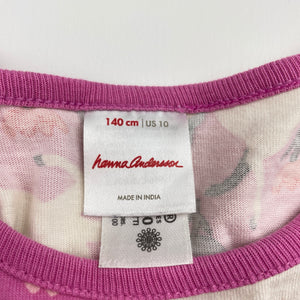 140 cm | US 10
hanna andersson
MADE IN INDIA